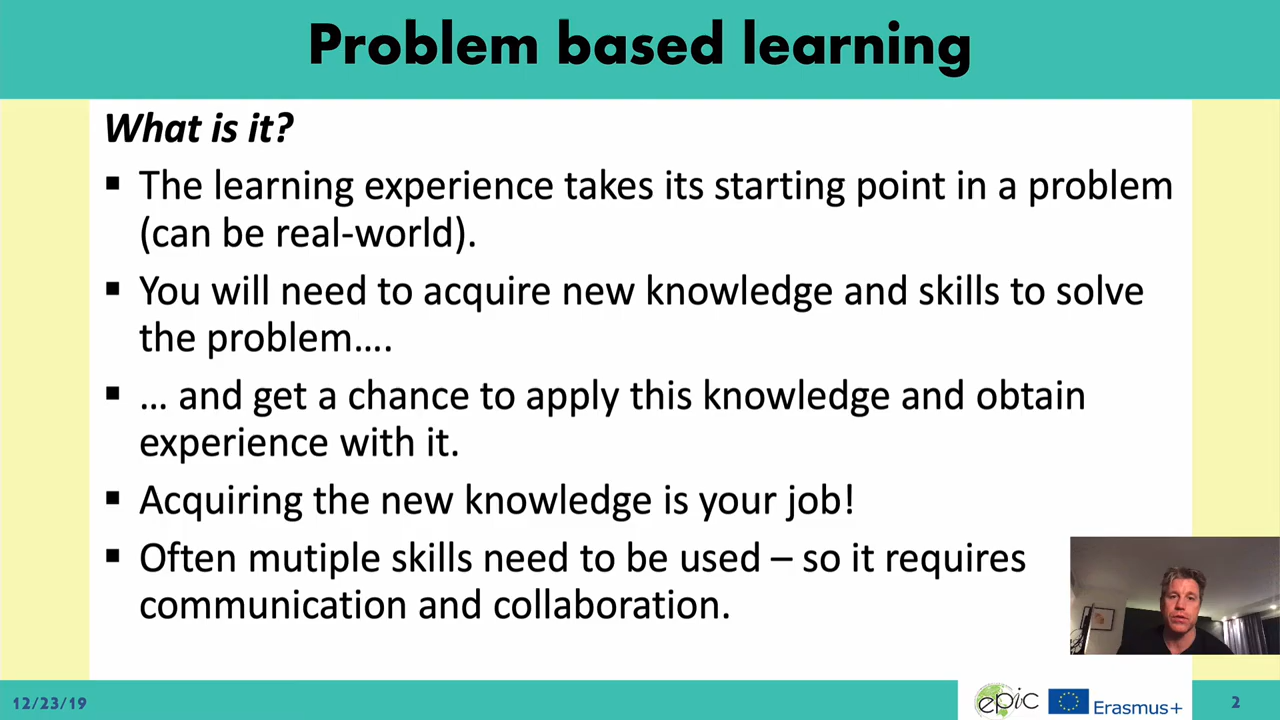 Problem based learning
What is it?
▪ The learning experience takes its starting point in a problem
(can be real-world).
▪ You will need to acquire new knowledge and skills to solve
the problem….
▪ … and get a chance to apply this knowledge and obtain
experience with it.
▪ Acquiring the new knowledge is your job!
▪ Often mutiple skills need to be used – so it requires
communication and collaboration.
12/23/19
epic
Erasmus+
2